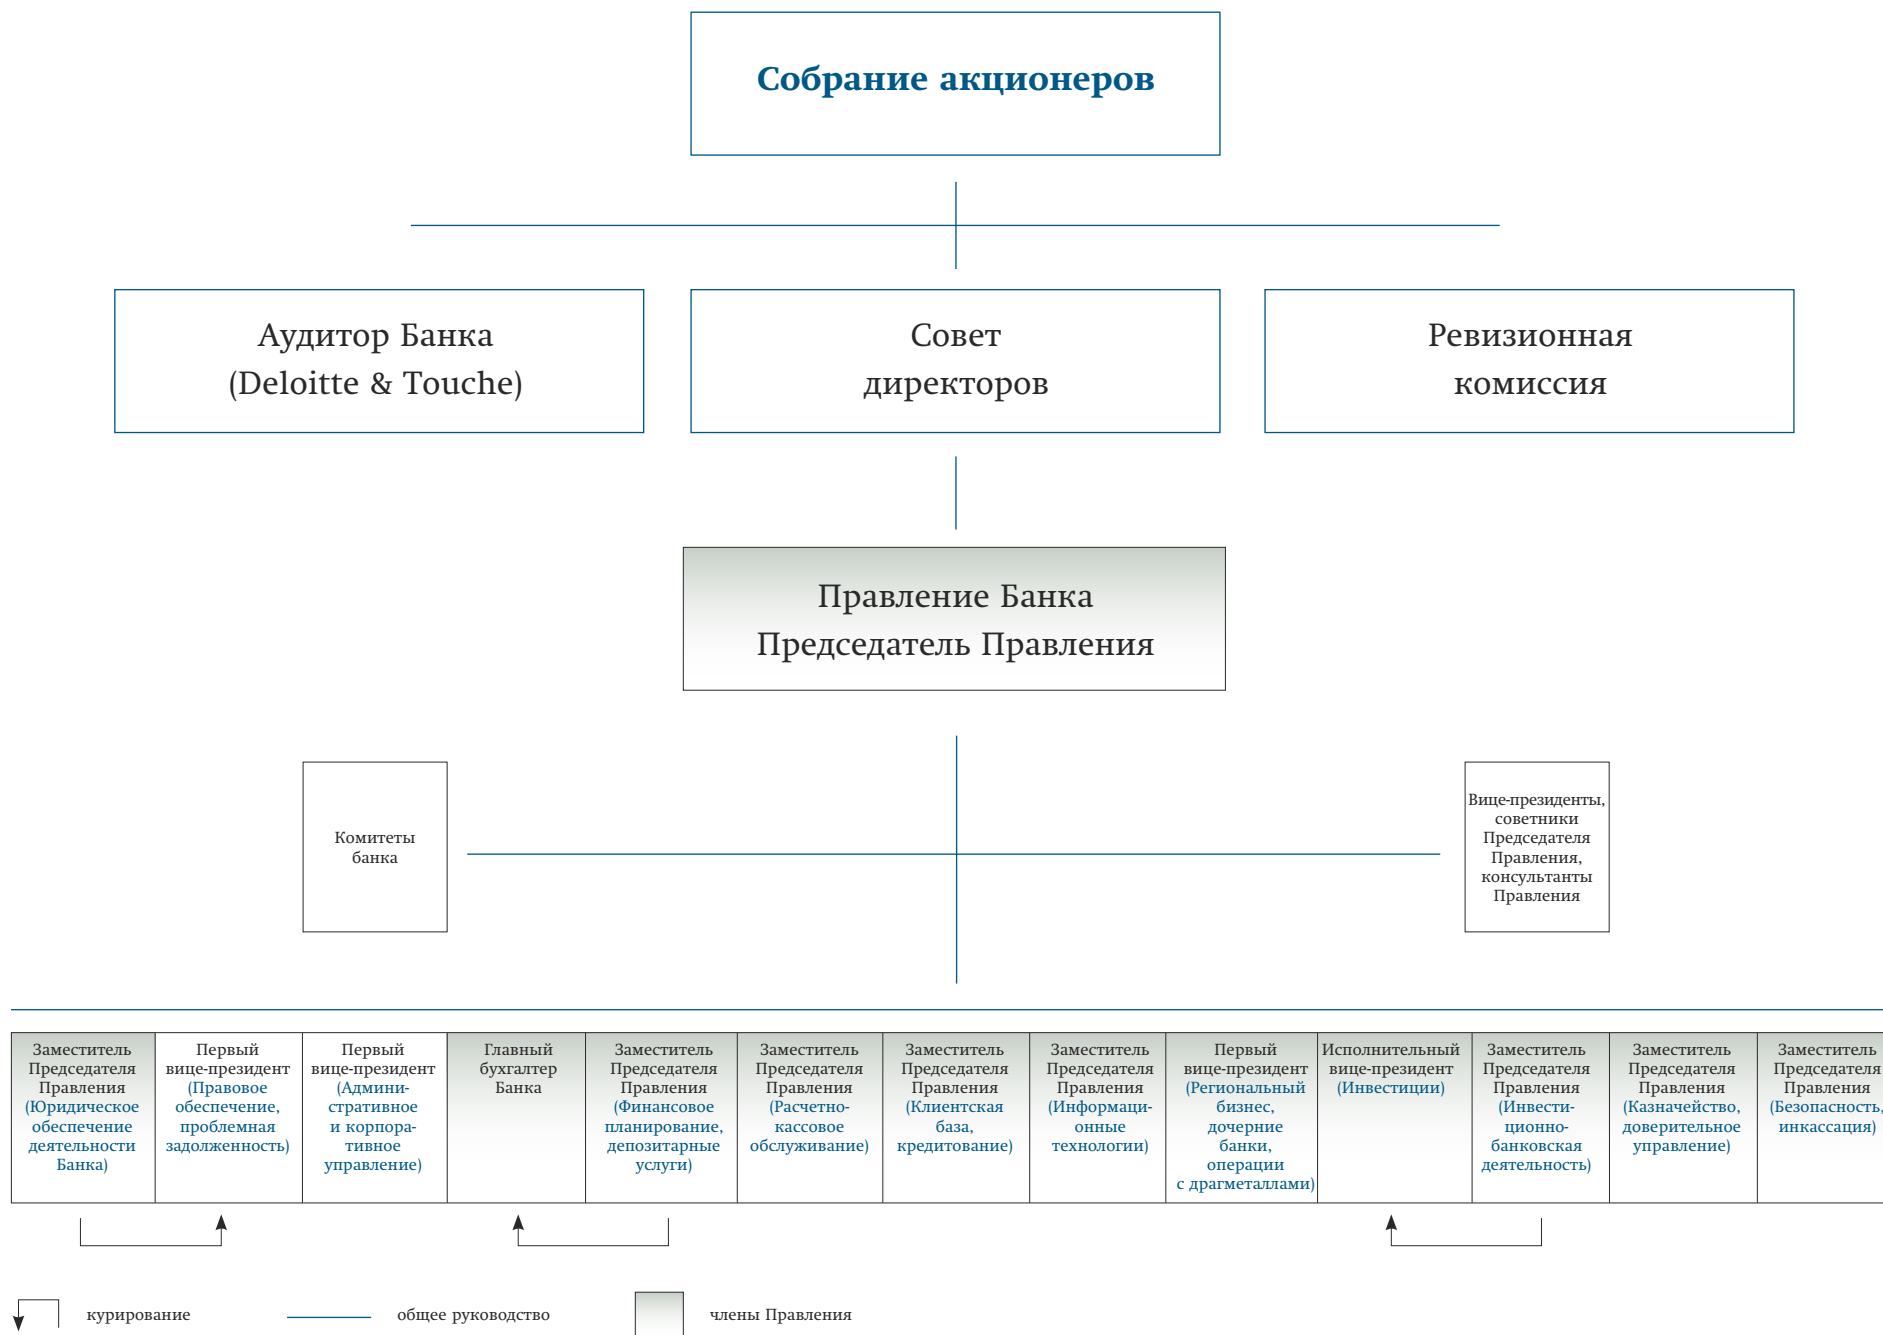 Собрание акционеров
Аудитор Банка
(Deloitte & Touche)
Совет
директоров
Ревизионная
комиссия
Правление Банка
Председатель Правления
Комитеты
банка
Вице-президенты,
советники
Председателя
Правления,
консультанты
Правления
Заместитель
Председателя
Правления
(Юридическое
обеспечение
деятельности
Банка)
Первый
вице-президент
(Правовое
обеспечение,
проблемная
задолженность)
Первый
вице-президент
(Админи-
стративное
и корпора-
тивное
управление)
Главный
бухгалтер
Банка
Заместитель
Председателя
Правления
(Финансовое
планирование,
депозитарные
услуги)
Заместитель
Председателя
Правления
(Расчетно-
кассовое
обслуживание)
Заместитель
Председателя
Правления
(Клиентская
база,
кредитование)
Заместитель
Председателя
Правления
(Информаци-
онные
технологии)
Первый
вице-президент
(Региональный
бизнес,
дочерние
банки,
операции
с драгметаллами)
Исполнительный
вице-президент
(Инвестиции)
Заместитель
Председателя
Правления
(Инвести-
ционно-
банковская
деятельность)
Заместитель
Председателя
Правления
(Казначейство,
доверительное
управление)
Заместитель
Председателя
Правления
(Безопасность,
инкассация)
курирование
общее руководство
члены Правления